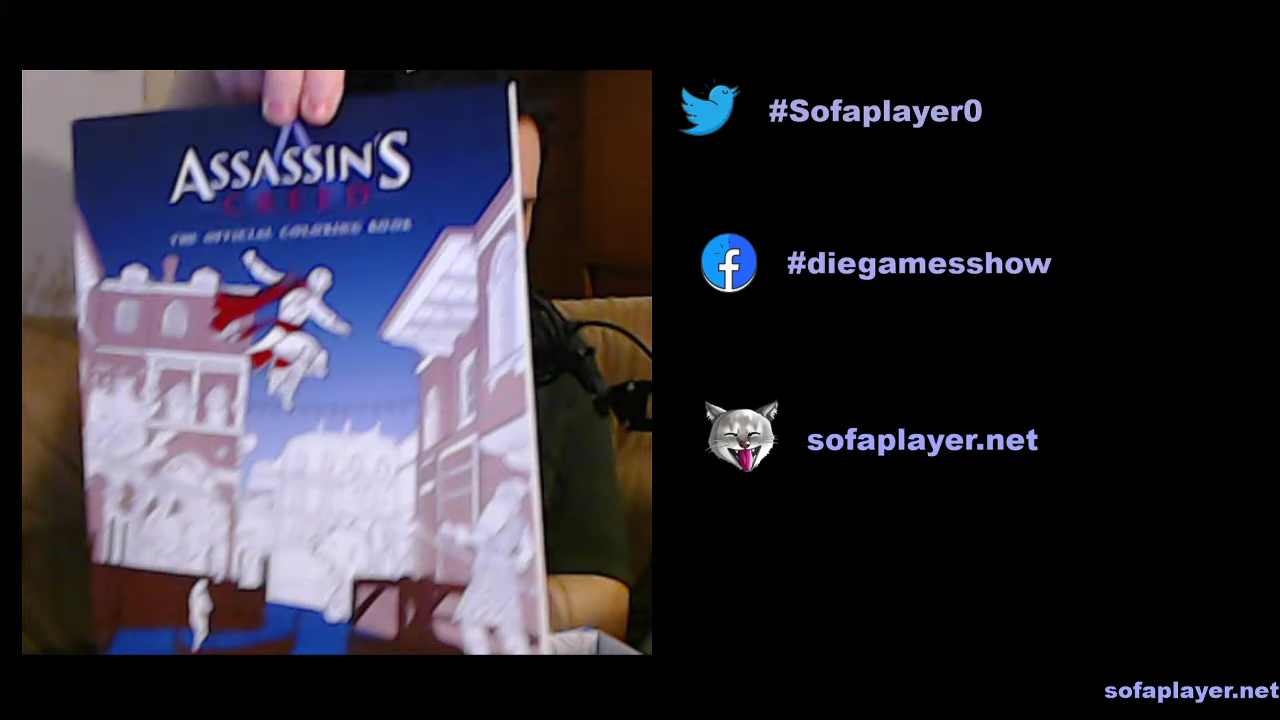 ASSASSIN'S
CREED
THE OFFICIAL COLORING BOOK
#Sofaplayer0
#diegamesshow
sofaplayer.net
sofaplayer.net